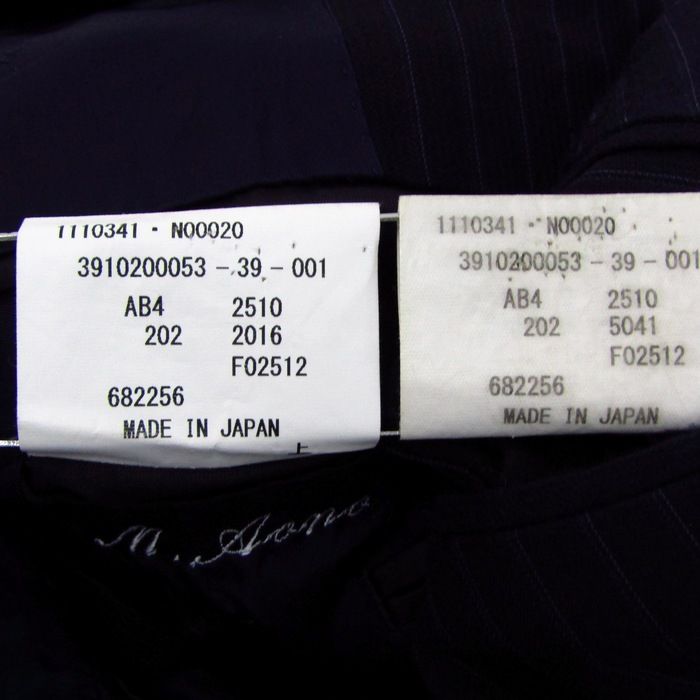 1110341 · N00020
3910200053 - 39 - 001
AB4 2510
202 2016
F02512
682256
MADE IN JAPAN
上
1110341 · N00020
3910200053 - 39 - 001
AB4 2510
202 5041
F02512
682256
MADE IN JAPAN
M. Aono